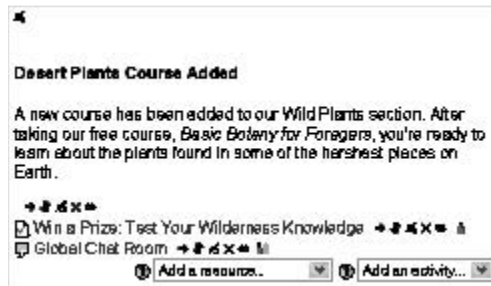 Desert Plants Course Added
A new course has been added to our Wild Plants section. After
taking our free course, Basic Botany for Foragers, you're ready to
learn about the plants found in some of the harshest places on
Earth.
Win a Prize: Test Your Wilderness Knowledge
Global Chat Room
Add a resource... Add an activity...